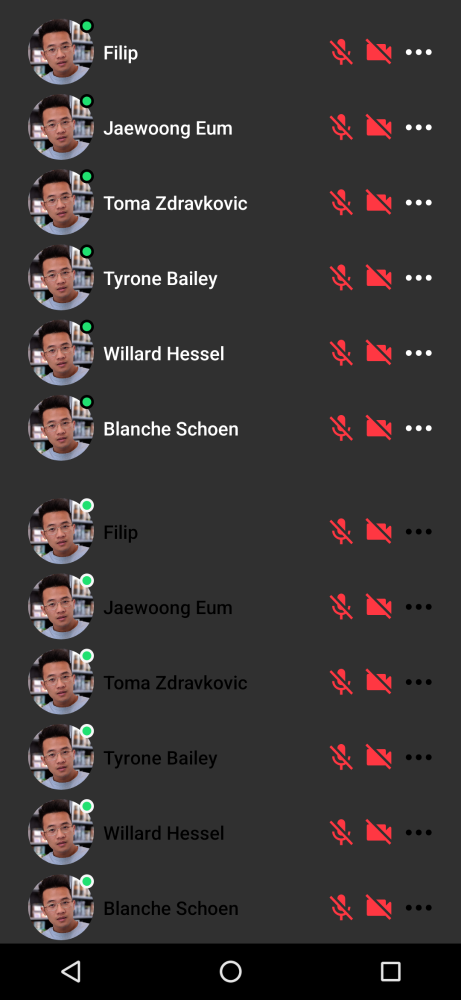 Filip
Jaewoong Eum
Toma Zdravkovic
Tyrone Bailey
Willard Hessel
Blanche Schoen
Filip
Jaewoong Eum
Toma Zdravkovic
Tyrone Bailey
Willard Hessel
Blanche Schoen